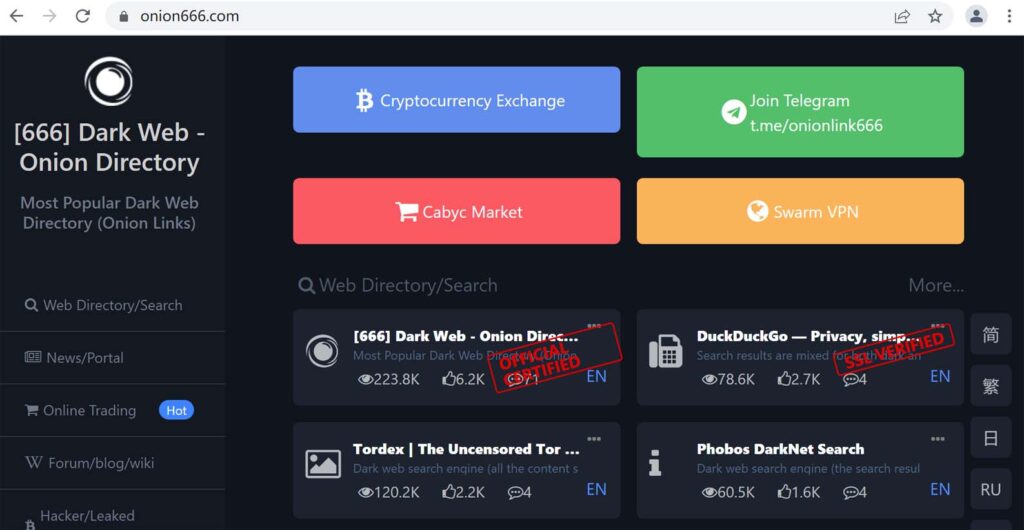 onion666.com
[666] Dark Web -
Onion Directory
Most Popular Dark Web
Directory (Onion Links)
Web Directory/Search
News/Portal
Online Trading Hot
Forum/blog/wiki
Hacker/Leaked
Cryptocurrency Exchange
Join Telegram
t.me/onionlink666
Cabyc Market
Swarm VPN
Web Directory/Search More...
[666] Dark Web - Onion Direc...
Most Popular Dark Web Directory (Onion
OFFICIAL
CERTIFIED
223.8K 6.2K 71 EN
DuckDuckGo — Privacy, simp...
Search results are mixed for both dark an
SSL VERIFIED
78.6K 2.7K 4 EN
Tordex | The Uncensored Tor ...
Dark web search engine (all the content s
120.2K 2.2K 4 EN
Phobos DarkNet Search
Dark web search engine (the search resul
60.5K 1.6K 4 EN
简
繁
日
RU